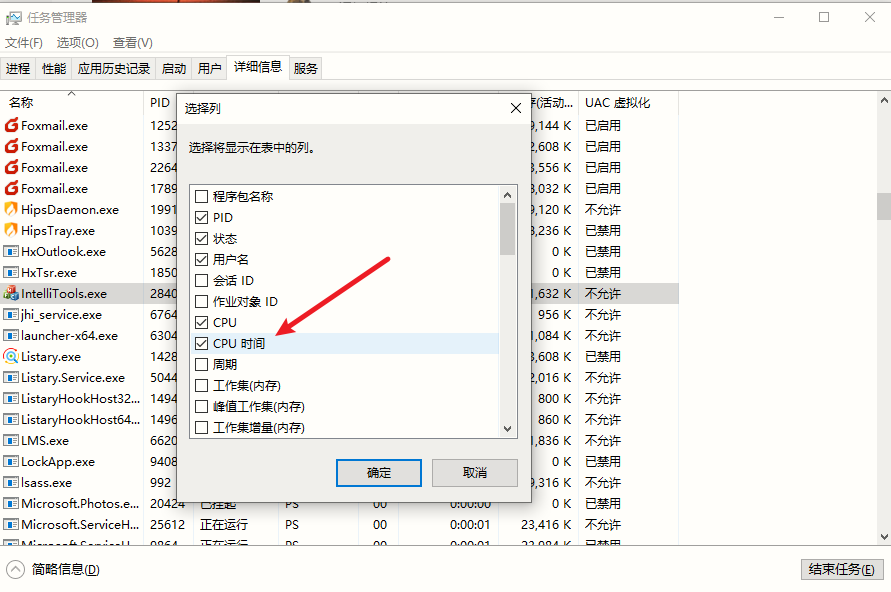 任务管理器
文件(F) 选项(O) 查看(V)
进程 性能 应用历史记录 启动 用户 详细信息 服务
名称 PID 存(活动... UAC 虚拟化
Foxmail.exe 1252 9,144 K 已启用
Foxmail.exe 1337 2,608 K 已启用
Foxmail.exe 2264 3,556 K 已启用
Foxmail.exe 1789 3,032 K 已启用
HipsDaemon.exe 1991 9,120 K 不允许
HipsTray.exe 1039 3,236 K 已禁用
HxOutlook.exe 5628 0 K 已禁用
HxTsr.exe 1850 0 K 已禁用
IntelliTools.exe 2840 1,632 K 不允许
jhi_service.exe 6764 956 K 不允许
launcher-x64.exe 6304 1,084 K 不允许
Listary.exe 1428 3,608 K 已禁用
Listary.Service.exe 5044 2,016 K 不允许
ListaryHookHost32... 1494 800 K 不允许
ListaryHookHost64... 1496 860 K 不允许
LMS.exe 6620 1,836 K 不允许
LockApp.exe 9408 0 K 已禁用
lsass.exe 992 9,316 K 不允许
Microsoft.Photos.e... 20424 已挂起 PS 00 0:00:00 0 K 已禁用
Microsoft.ServiceH... 25612 正在运行 PS 00 0:00:01 23,416 K 不允许
Microsoft.ServiceH... 9864 正在运行 PS 00 0:00:01
选择列
选择将显示在表中的列。
程序包名称
PID
状态
用户名
会话 ID
作业对象 ID
CPU
CPU 时间
周期
工作集(内存)
峰值工作集(内存)
工作集增量(内存)
确定 取消
简略信息(D) 结束任务(E)